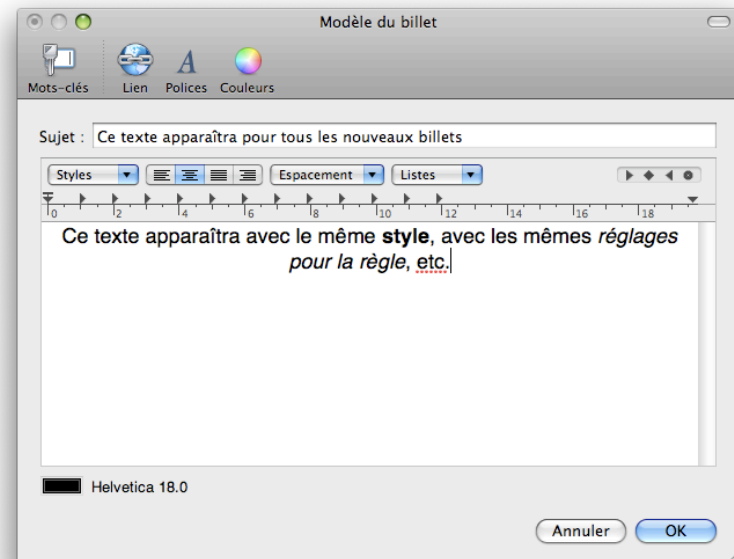 Modèle du billet
Mots-clés Lien Polices Couleurs
Sujet : Ce texte apparaîtra pour tous les nouveaux billets
Styles Espacement Listes
0 2 4 6 8 10 12 14 16 18
Ce texte apparaîtra avec le même style, avec les mêmes réglages
pour la règle, etc.
Helvetica 18.0
Annuler OK